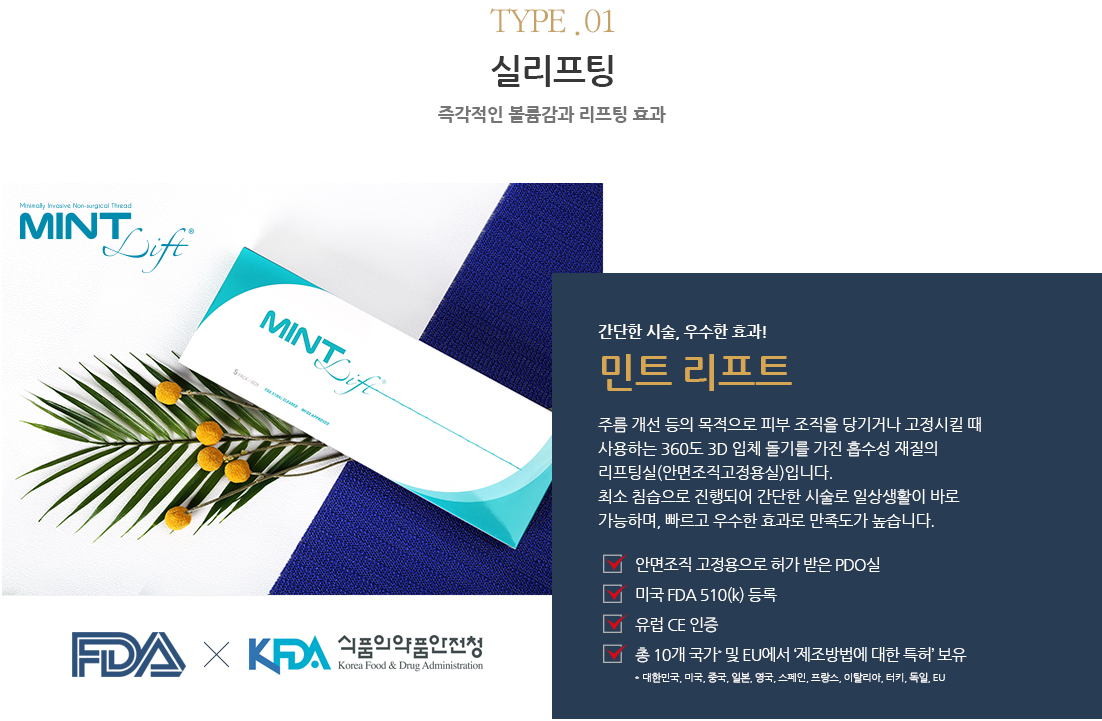 TYPE .01
실리프팅
즉각적인 볼륨감과 리프팅 효과
Minimally Invasive Non-surgical Thread
MINT
Lift®
MINT
Lift®
간단한 시술, 우수한 효과!
민트 리프트
주름 개선 등의 목적으로 피부 조직을 당기거나 고정시킬 때
사용하는 360도 3D 입체 돌기를 가진 흡수성 재질의
리프팅실(안면조직고정용실)입니다.
최소 침습으로 진행되어 간단한 시술로 일상생활이 바로
가능하며, 빠르고 우수한 효과로 만족도가 높습니다.
안면조직 고정용으로 허가 받은 PDO실
미국 FDA 510(k) 등록
유럽 CE 인증
총 10개 국가* 및 EU에서 '제조방법에 대한 특허' 보유
* 대한민국, 미국, 중국, 일본, 영국, 스페인, 프랑스, 이탈리아, 터키, 독일, EU
FDA
KFDA 식품의약품안전청
Korea Food & Drug Administration